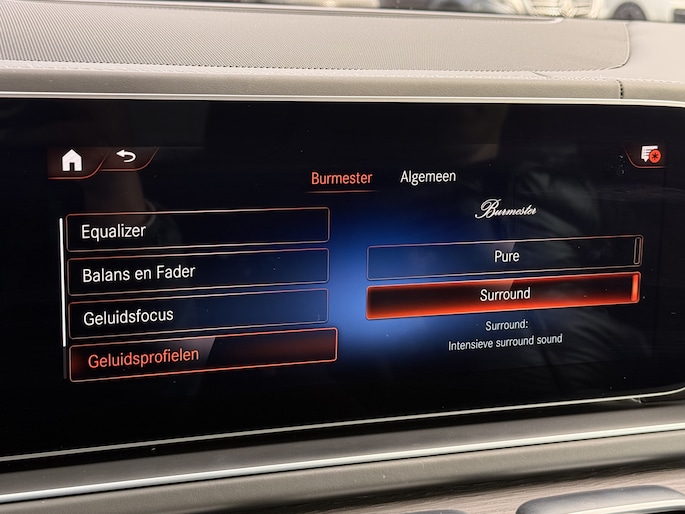 Burmester Algemeen
Burmester
Equalizer
Balans en Fader
Geluidsfocus
Geluidsprofielen
Pure
Surround
Surround:
Intensieve surround sound